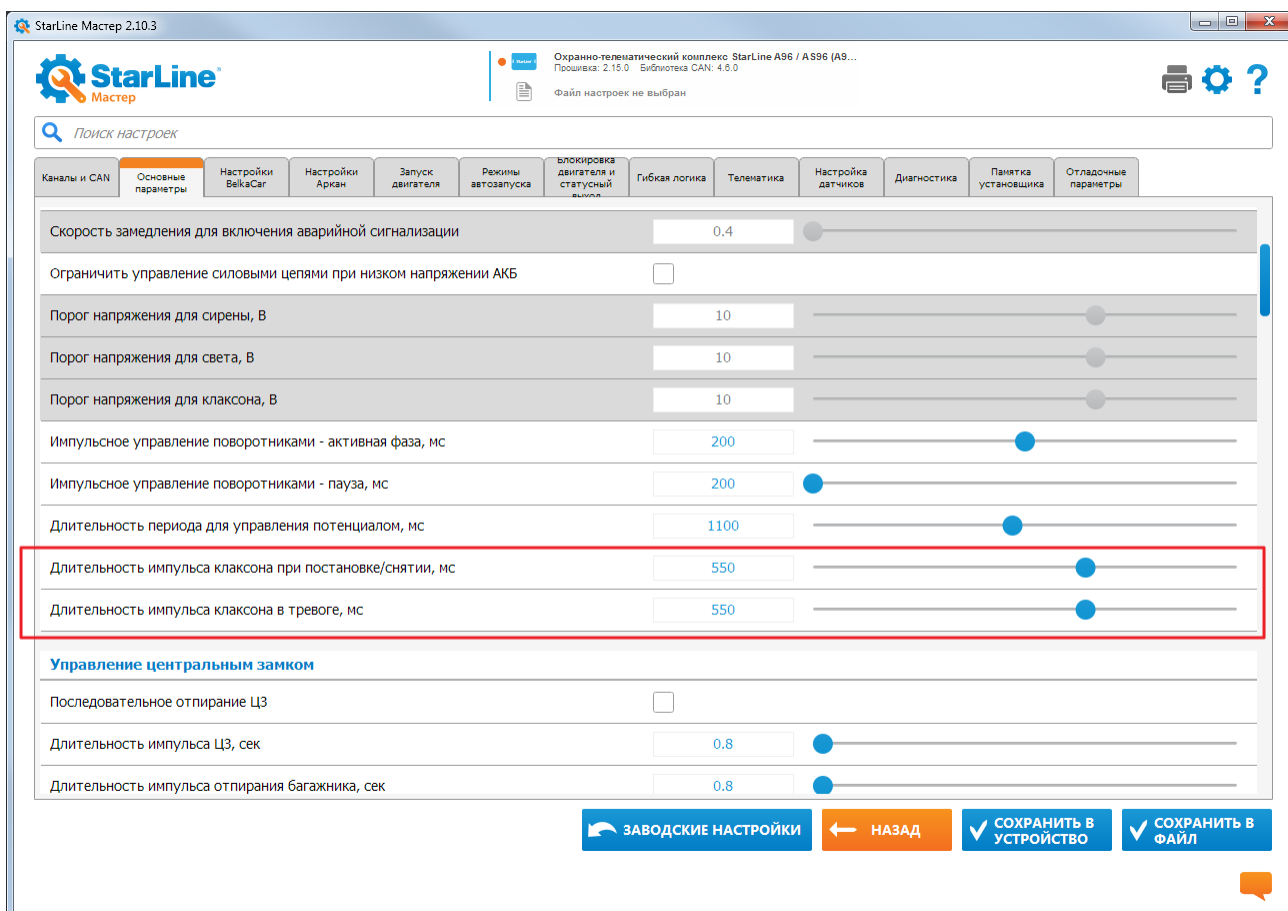 StarLine Мастер 2.10.3
StarLine
Мастер
Охранно-телематический комплекс StarLine A96 / AS96 (A9...
Прошивка: 2.15.0 Библиотека CAN: 4.6.0
Файл настроек не выбран
Поиск настроек
Каналы и CAN
Основные
параметры
Настройки
BelkaCar
Настройки
Аркан
Запуск
двигателя
Режимы
автозапуска
Блокировка
двигателя и
статусный
выход
Гибкая логика
Телематика
Настройка
датчиков
Диагностика
Памятка
установщика
Отладочные
параметры
Скорость замедления для включения аварийной сигнализации 0.4
Ограничить управление силовыми цепями при низком напряжении АКБ
Порог напряжения для сирены, В 10
Порог напряжения для света, В 10
Порог напряжения для клаксона, В 10
Импульсное управление поворотниками - активная фаза, мс 200
Импульсное управление поворотниками - пауза, мс 200
Длительность периода для управления потенциалом, мс 1100
Длительность импульса клаксона при постановке/снятии, мс 550
Длительность импульса клаксона в тревоге, мс 550
Управление центральным замком
Последовательное отпирание ЦЗ
Длительность импульса ЦЗ, сек 0.8
Длительность импульса отпирания багажника, сек 0.8
ЗАВОДСКИЕ НАСТРОЙКИ
НАЗАД
СОХРАНИТЬ В
УСТРОЙСТВО
СОХРАНИТЬ В
ФАЙЛ